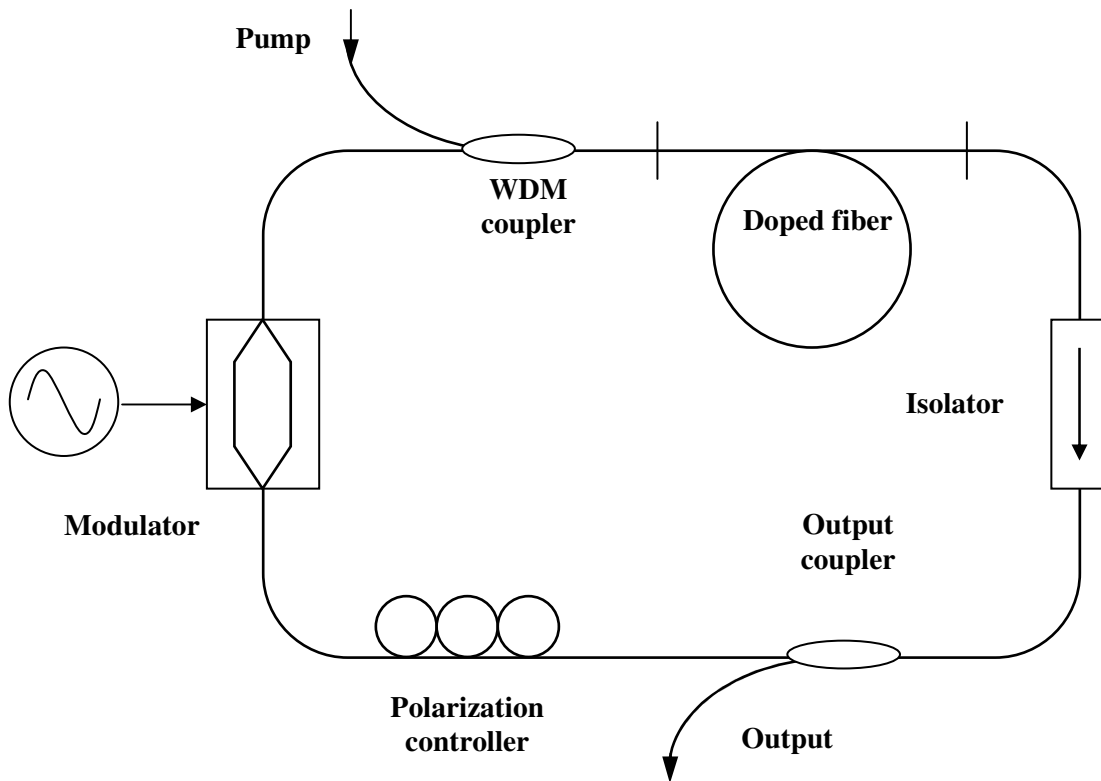 Pump
WDM
coupler
Doped fiber
Isolator
Modulator
Output
coupler
Polarization
controller
Output